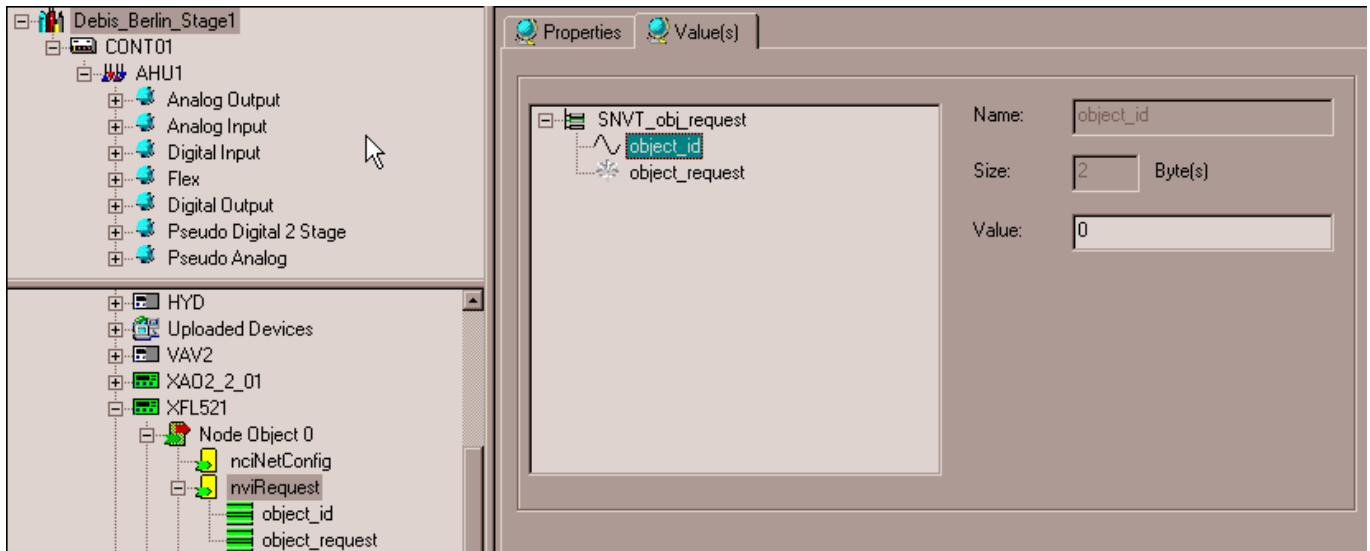 Debis_Berlin_Stage1
CONT01
AHU1
Analog Output
Analog Input
Digital Input
Flex
Digital Output
Pseudo Digital 2 Stage
Pseudo Analog
HYD
Uploaded Devices
VAV2
XAO2_2_01
XFL521
Node Object 0
nciNetConfig
nviRequest
object_id
object_request
Properties
Value(s)
SNVT_obj_request
object_id
object_request
Name: object_id
Size: 2 Byte(s)
Value: 0